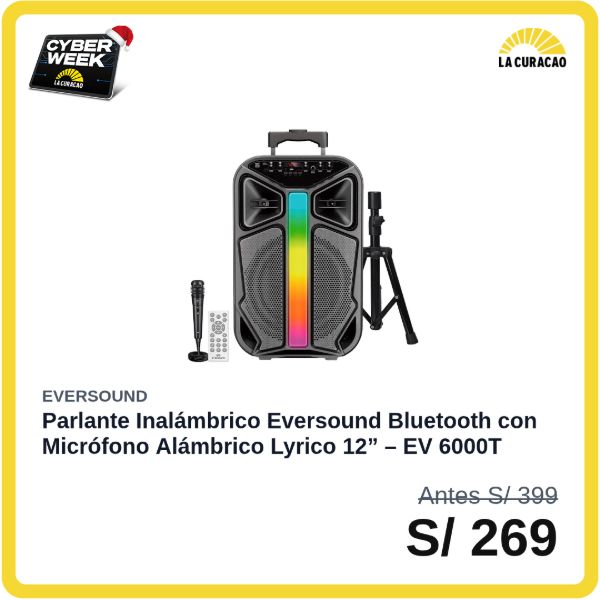 CYBER
WEEK
LA CURACAO
LA CURACAO
EVERSOUND
Parlante Inalámbrico Eversound Bluetooth con
Micrófono Alámbrico Lyrico 12” – EV 6000T
Antes S/ 399
S/ 269